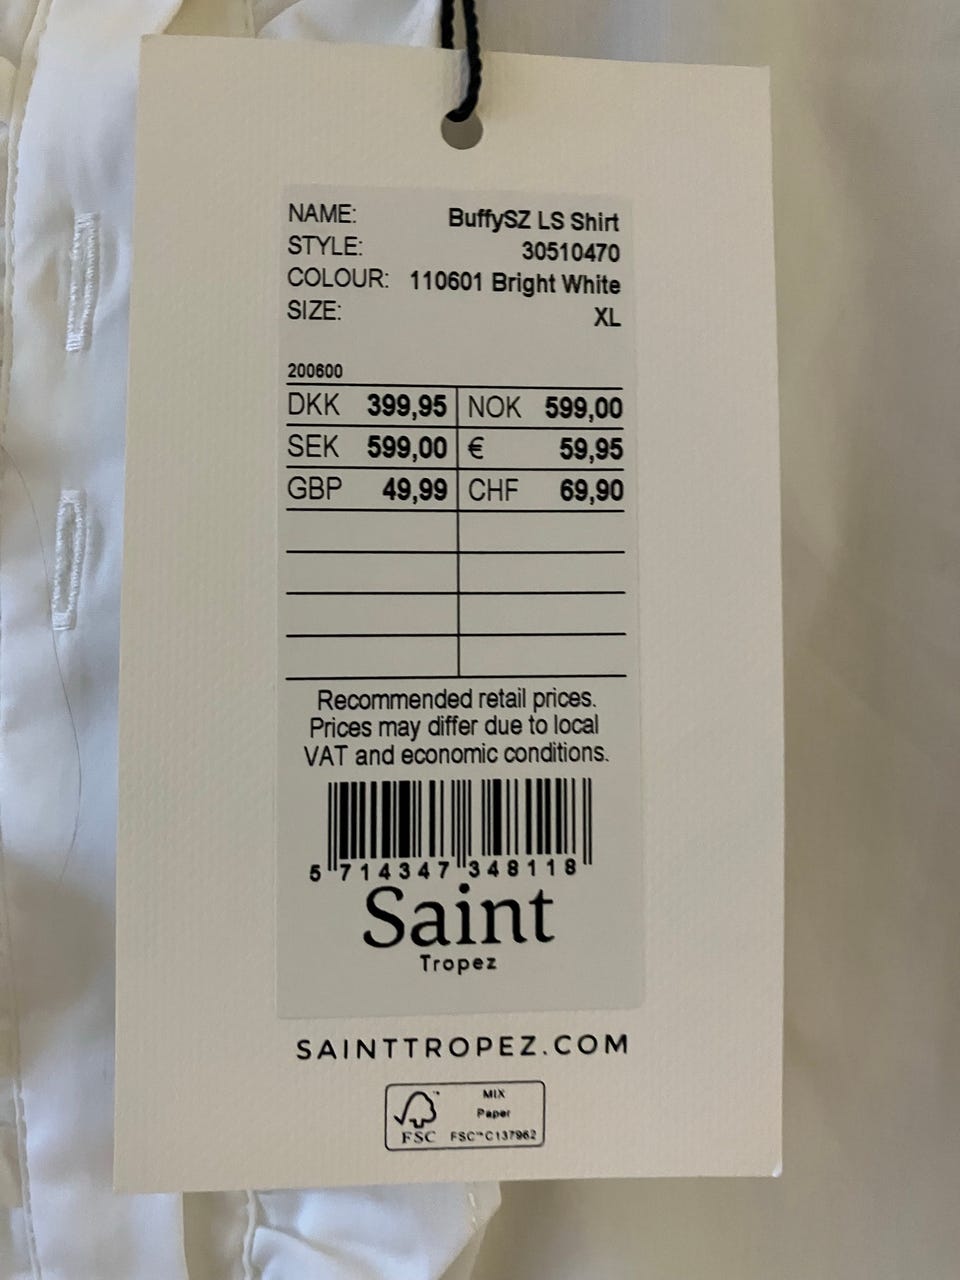 NAME: BuffySZ LS Shirt
STYLE: 30510470
COLOUR: 110601 Bright White
SIZE: XL
200600
DKK 399,95 NOK 599,00
SEK 599,00 € 59,95
GBP 49,99 CHF 69,90
Recommended retail prices.
Prices may differ due to local
VAT and economic conditions.
5 714347 348118
Saint
Tropez
SAINTTROPEZ.COM
MIX
Paper
FSC FSC™ C137962